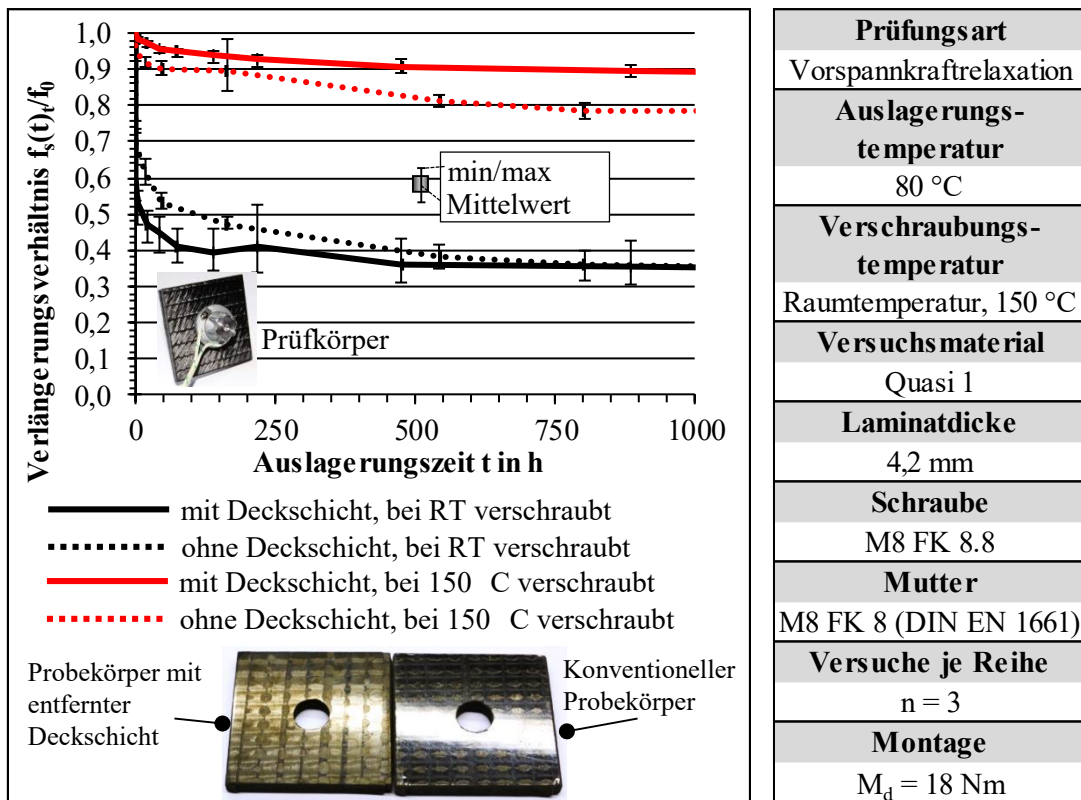 Verlängerungsverhältnis fₛ(t)ₜ/f₀
1,0
0,9
0,8
0,7
0,6
0,5
0,4
0,3
0,2
0,1
0,0
min/max
Mittelwert
Prüfkörper
0
250
500
750
1000
Auslagerungszeit t in h
mit Deckschicht, bei RT verschraubt
ohne Deckschicht, bei RT verschraubt
mit Deckschicht, bei 150 C verschraubt
ohne Deckschicht, bei 150 C verschraubt
Probekörper mit
entfernter
Deckschicht
Konventioneller
Probekörper
Prüfungsart
Vorspannkraftrelaxation
Auslagerungs-
temperatur
80 °C
Verschraubungs-
temperatur
Raumtemperatur, 150 °C
Versuchsmaterial
Quasi 1
Laminatdicke
4,2 mm
Schraube
M8 FK 8.8
Mutter
M8 FK 8 (DIN EN 1661)
Versuche je Reihe
n = 3
Montage
M_d = 18 Nm